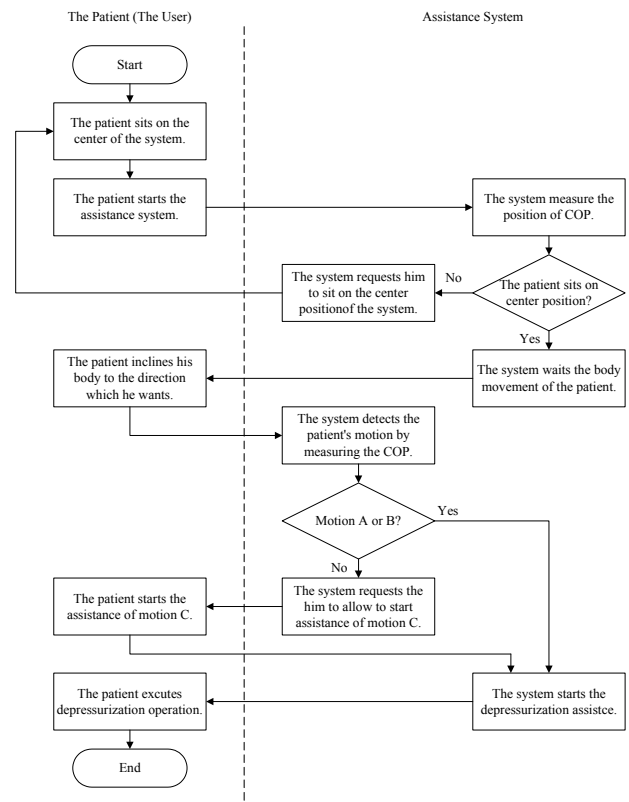 The Patient (The User)
Assistance System
Start
The patient sits on the
center of the system.
The patient starts the
assistance system.
The system measure the
position of COP.
The patient sits on
center position?
No
The system requests him
to sit on the center
positionof the system.
Yes
The system waits the body
movement of the patient.
The patient inclines his
body to the direction
which he wants.
The system detects the
patient's motion by
measuring the COP.
Motion A or B?
Yes
No
The system requests the
him to allow to start
assistance of motion C.
The patient starts the
assistance of motion C.
The system starts the
depressurization assistce.
The patient excutes
depressurization operation.
End